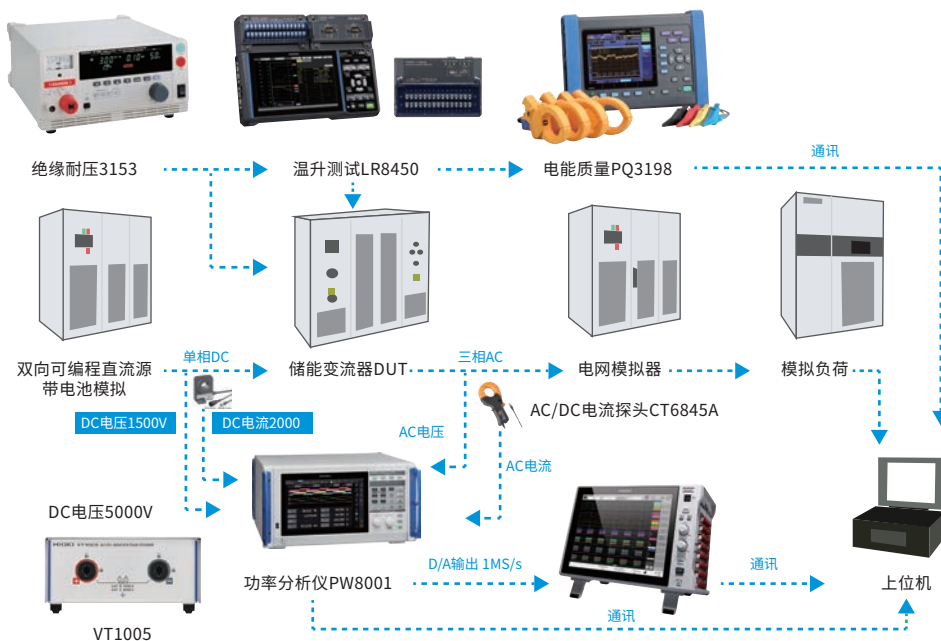 绝缘耐压3153
温升测试LR8450
电能质量PQ3198
通讯
双向可编程直流源
带电池模拟
单相DC
储能变流器DUT
三相AC
电网模拟器
模拟负荷
DC电压1500V
DC电流2000
AC电压
AC/DC电流探头CT6845A
AC电流
DC电压5000V
HIOKI
VT1005
功率分析仪PW8001
D/A输出 1MS/s
通讯
上位机
通讯
VT1005